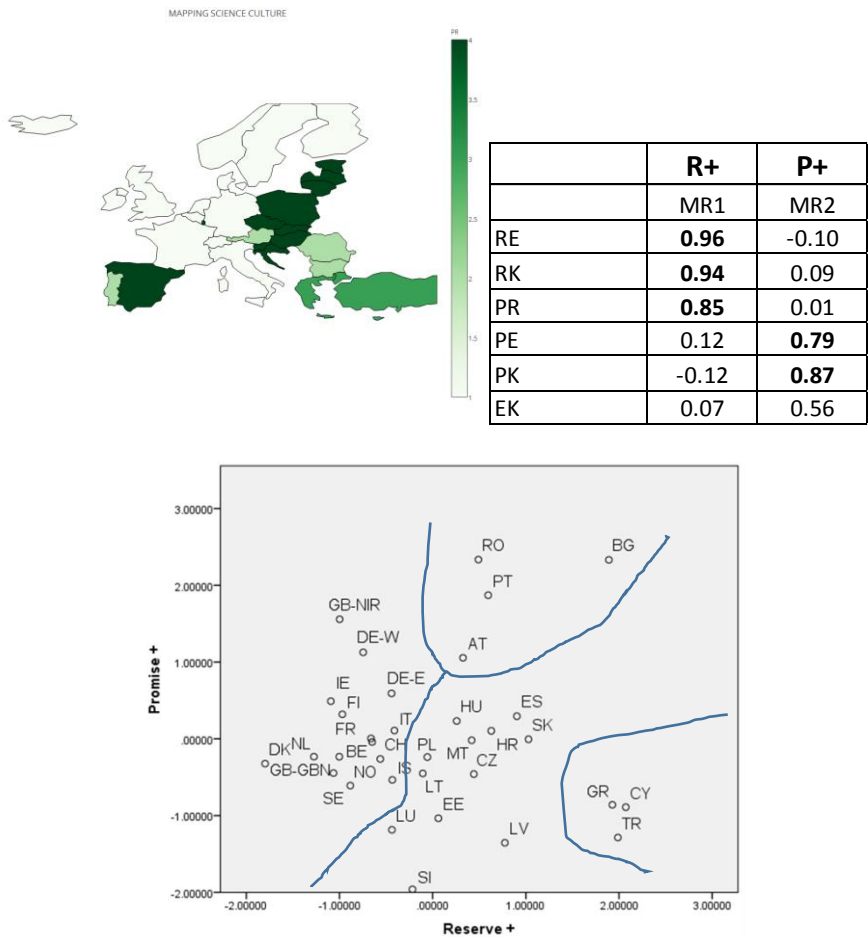 MAPPING SCIENCE CULTURE
PR
4
3.5
3
2.5
2
1.5
1
R+ P+
MR1 MR2
RE 0.96 -0.10
RK 0.94 0.09
PR 0.85 0.01
PE 0.12 0.79
PK -0.12 0.87
EK 0.07 0.56
3.00000
2.00000
1.00000
.00000
-1.00000
-2.00000
Promise +
RO BG
PT
GB-NIR
DE-W
AT
DE-E
IE
FI
HU ES
IT
FR SK
DK NL BE CH PL MT HR
GB-GBN NO IS CZ
SE LT
LU EE
LV
GR CY
TR
SI
-2.00000 -1.00000 .00000 1.00000 2.00000 3.00000
Reserve +